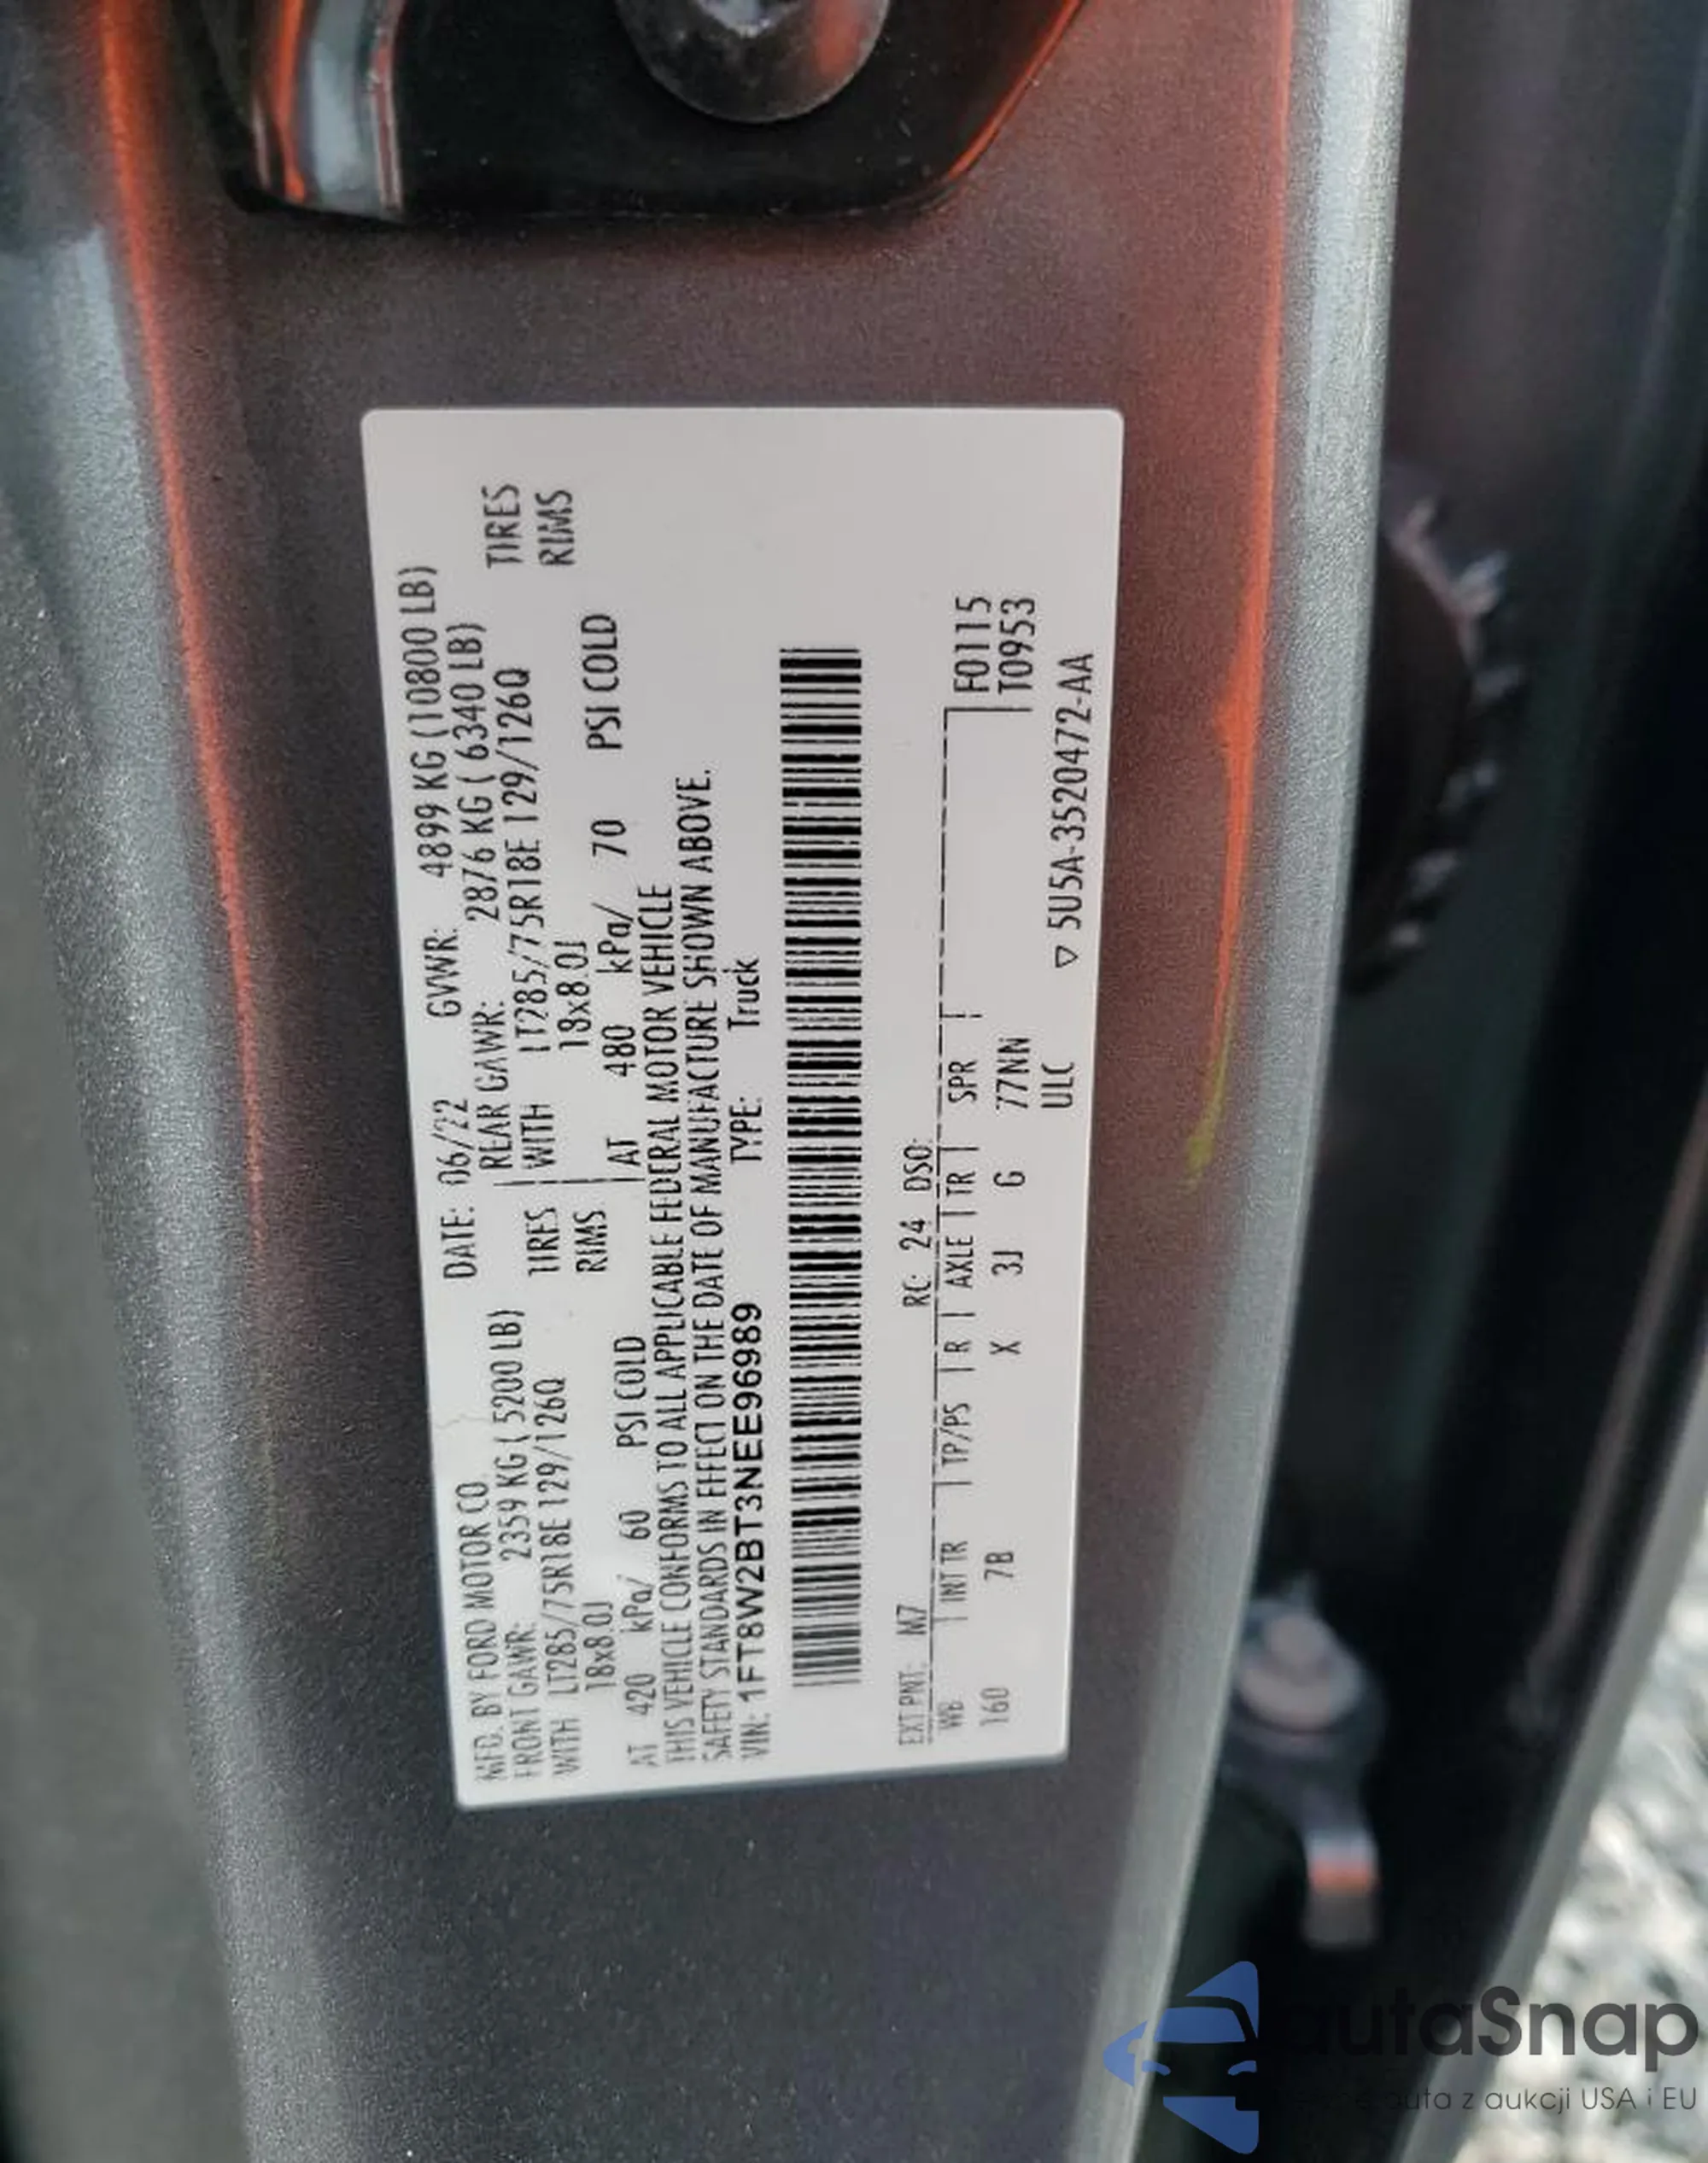 MFD. BY FORD MOTOR CO. DATE: 06/22 GVWR: 4899 KG (10800 LB)
FRONT GAWR: 2359 KG ( 5200 LB) REAR GAWR: 2876 KG ( 6340 LB)
WITH LT285/75R18E 129/126Q TIRES WITH LT285/75R18E 129/126Q TIRES
18x8.0J RIMS 18x8.0J RIMS
AT 420 kPa/ 60 PSI COLD AT 480 kPa/ 70 PSI COLD
THIS VEHICLE CONFORMS TO ALL APPLICABLE FEDERAL MOTOR VEHICLE
SAFETY STANDARDS IN EFFECT ON THE DATE OF MANUFACTURE SHOWN ABOVE.
VIN: 1FT8W2BT3NEE96989 TYPE: Truck
EXT PNT: M7 RC: 24 DSO:
WB INT TR TP/PS R AXLE TR SPR F0115
160 7B X 3J G 77NN T0953
ULC ▽ 5U5A-3520472-AA
autaSnap
auta z aukcji USA i EU